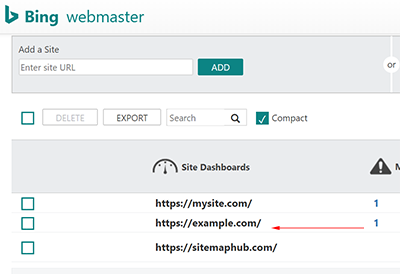 Bing webmaster
Add a Site
Enter site URL ADD
or
DELETE EXPORT Search Compact
Site Dashboards M
https://mysite.com/ 1
https://example.com/ 1
https://sitemaphub.com/